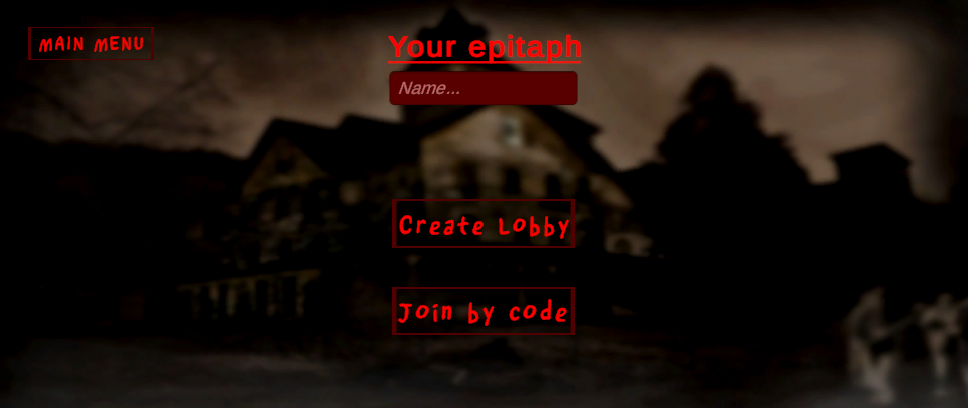 MAIN MENU
Your epitaph
Name...
Create Lobby
Join by code